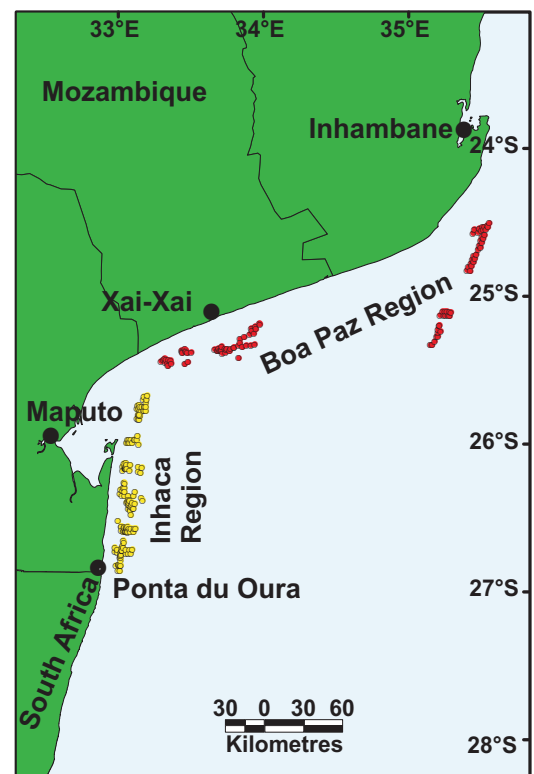 33°E 34°E 35°E
Mozambique
Inhambane
24°S
Xai-Xai
25°S
Boa Paz Region
Maputo
26°S
Inhaca
Region
Ponta du Oura
27°S
South Africa
30 0 30 60
Kilometres
28°S